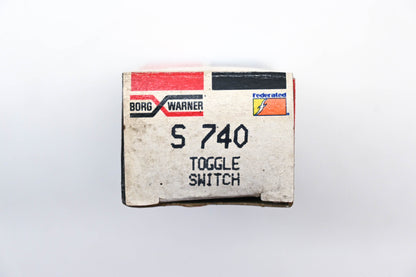 BORG WARNER
Federated
S 740
TOGGLE
SWITCH